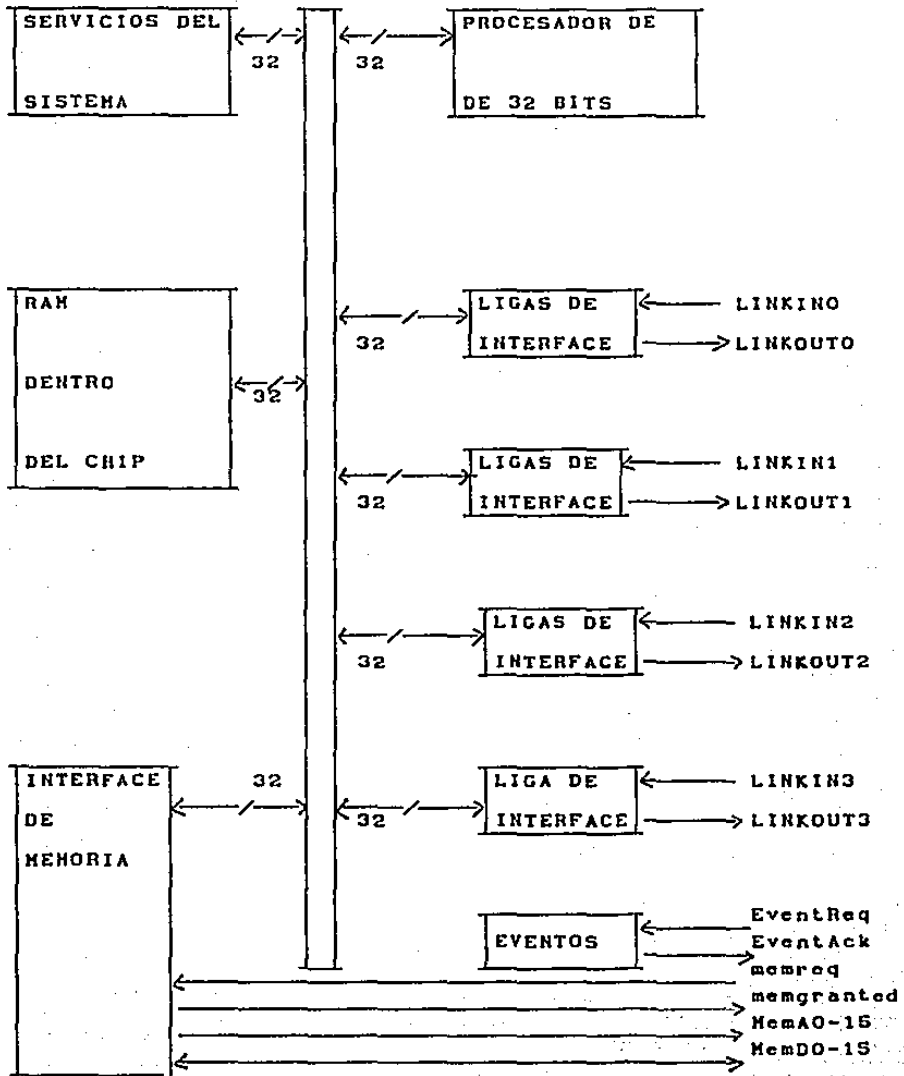 SERVICIOS DEL
SISTEMA
32
32
PROCESADOR DE
DE 32 BITS
RAM
DENTRO
DEL CHIP
32
32
LIGAS DE
INTERFACE
LINKIN0
LINKOUT0
32
LIGAS DE
INTERFACE
LINKIN1
LINKOUT1
32
LIGAS DE
INTERFACE
LINKIN2
LINKOUT2
INTERFACE
DE
MEMORIA
32
32
LIGA DE
INTERFACE
LINKIN3
LINKOUT3
EVENTOS
EventReq
EventAck
memreq
memgranted
MemA0-15
MemD0-15